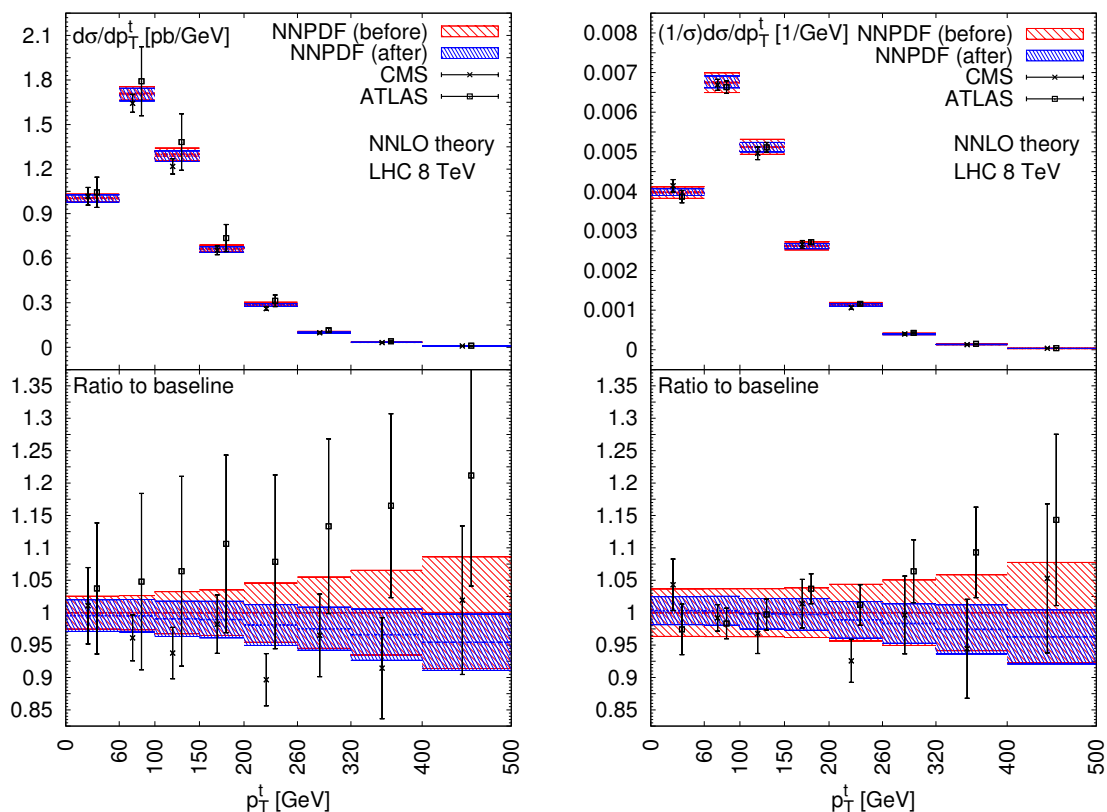 dσ/dp_T^t [pb/GeV]
NNPDF (before)
NNPDF (after)
CMS
ATLAS
NNLO theory
LHC 8 TeV
2.1
1.8
1.5
1.2
0.9
0.6
0.3
0
Ratio to baseline
1.35
1.3
1.25
1.2
1.15
1.1
1.05
1
0.95
0.9
0.85
0 60 100 140 200 260 320 400 500
p_T^t [GeV]
(1/σ)dσ/dp_T^t [1/GeV]
NNPDF (before)
NNPDF (after)
CMS
ATLAS
NNLO theory
LHC 8 TeV
0.008
0.007
0.006
0.005
0.004
0.003
0.002
0.001
0
Ratio to baseline
1.35
1.3
1.25
1.2
1.15
1.1
1.05
1
0.95
0.9
0.85
0 60 100 140 200 260 320 400 500
p_T^t [GeV]